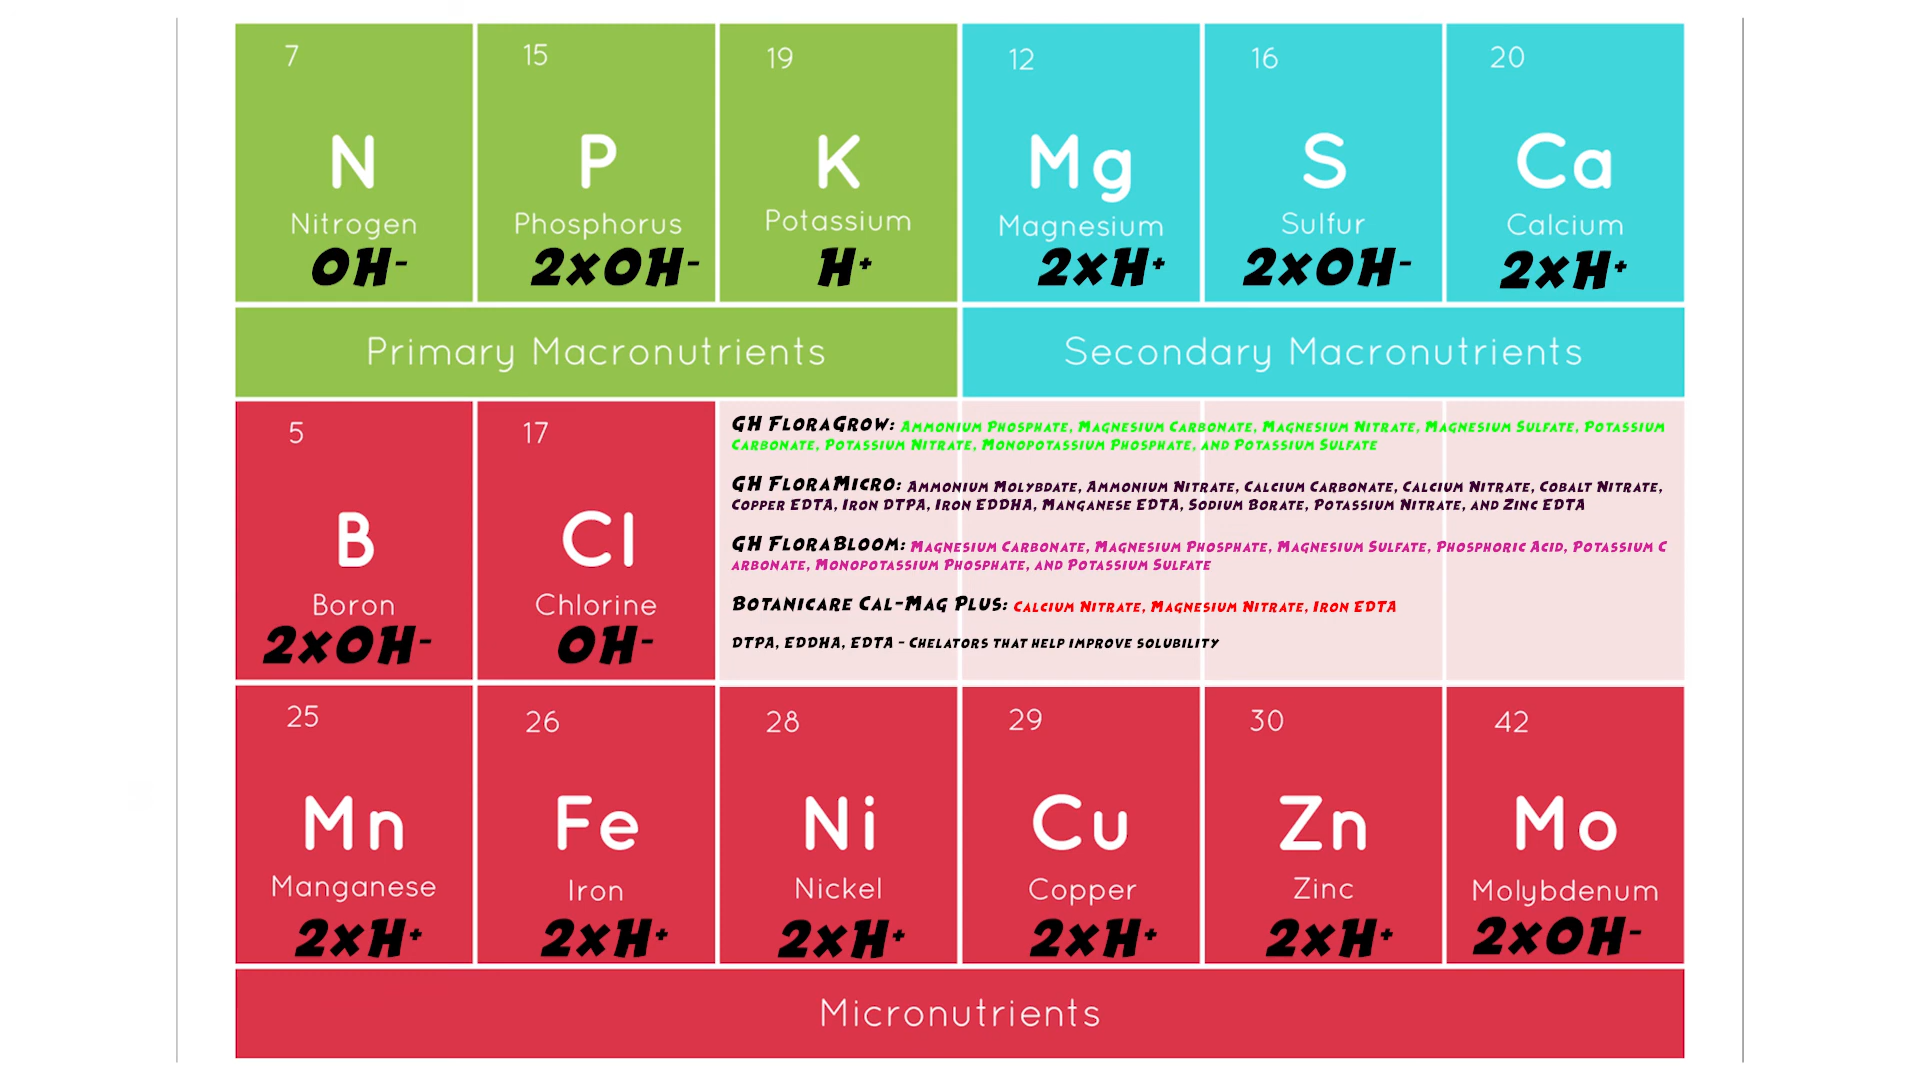 7 15 19 12 16 20
N P K Mg S Ca
Nitrogen Phosphorus Potassium Magnesium Sulfur Calcium
OH- 2xOH- H+ 2xH+ 2xOH- 2xH+
Primary Macronutrients Secondary Macronutrients
5 17
B Cl
Boron Chlorine
2xOH- OH-
GH FloraGrow: Ammonium Phosphate, Magnesium Carbonate, Magnesium Nitrate, Magnesium Sulfate, Potassium
Carbonate, Potassium Nitrate, Monopotassium Phosphate, and Potassium Sulfate
GH FloraMicro: Ammonium Molybdate, Ammonium Nitrate, Calcium Carbonate, Calcium Nitrate, Cobalt Nitrate,
Copper EDTA, Iron DTPA, Iron EDDHA, Manganese EDTA, Sodium Borate, Potassium Nitrate, and Zinc EDTA
GH FloraBloom: Magnesium Carbonate, Magnesium Phosphate, Magnesium Sulfate, Phosphoric Acid, Potassium C
arbonate, Monopotassium Phosphate, and Potassium Sulfate
Botanicare Cal-Mag Plus: Calcium Nitrate, Magnesium Nitrate, Iron EDTA
DTPA, EDDHA, EDTA - Chelators that help improve solubility
25 26 28 29 30 42
Mn Fe Ni Cu Zn Mo
Manganese Iron Nickel Copper Zinc Molybdenum
2xH+ 2xH+ 2xH+ 2xH+ 2xH+ 2xOH-
Micronutrients